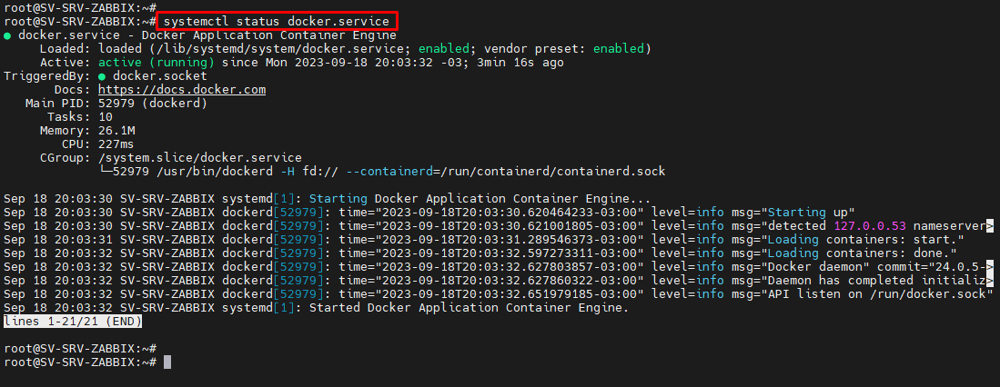 root@SV-SRV-ZABBIX:~#
root@SV-SRV-ZABBIX:~# systemctl status docker.service
● docker.service - Docker Application Container Engine
     Loaded: loaded (/lib/systemd/system/docker.service; enabled; vendor preset: enabled)
     Active: active (running) since Mon 2023-09-18 20:03:32 -03; 3min 16s ago
TriggeredBy: ● docker.socket
       Docs: https://docs.docker.com
   Main PID: 52979 (dockerd)
      Tasks: 10
     Memory: 26.1M
        CPU: 227ms
     CGroup: /system.slice/docker.service
             └─52979 /usr/bin/dockerd -H fd:// --containerd=/run/containerd/containerd.sock
Sep 18 20:03:30 SV-SRV-ZABBIX systemd[1]: Starting Docker Application Container Engine...
Sep 18 20:03:30 SV-SRV-ZABBIX dockerd[52979]: time="2023-09-18T20:03:30.620464233-03:00" level=info msg="Starting up"
Sep 18 20:03:30 SV-SRV-ZABBIX dockerd[52979]: time="2023-09-18T20:03:30.621001805-03:00" level=info msg="detected 127.0.0.53 nameserver>
Sep 18 20:03:31 SV-SRV-ZABBIX dockerd[52979]: time="2023-09-18T20:03:31.289546373-03:00" level=info msg="Loading containers: start."
Sep 18 20:03:32 SV-SRV-ZABBIX dockerd[52979]: time="2023-09-18T20:03:32.597273311-03:00" level=info msg="Loading containers: done."
Sep 18 20:03:32 SV-SRV-ZABBIX dockerd[52979]: time="2023-09-18T20:03:32.627803857-03:00" level=info msg="Docker daemon" commit="24.0.5->
Sep 18 20:03:32 SV-SRV-ZABBIX dockerd[52979]: time="2023-09-18T20:03:32.627860322-03:00" level=info msg="Daemon has completed initializ>
Sep 18 20:03:32 SV-SRV-ZABBIX dockerd[52979]: time="2023-09-18T20:03:32.651979185-03:00" level=info msg="API listen on /run/docker.sock"
Sep 18 20:03:32 SV-SRV-ZABBIX systemd[1]: Started Docker Application Container Engine.
lines 1-21/21 (END)
root@SV-SRV-ZABBIX:~#
root@SV-SRV-ZABBIX:~#